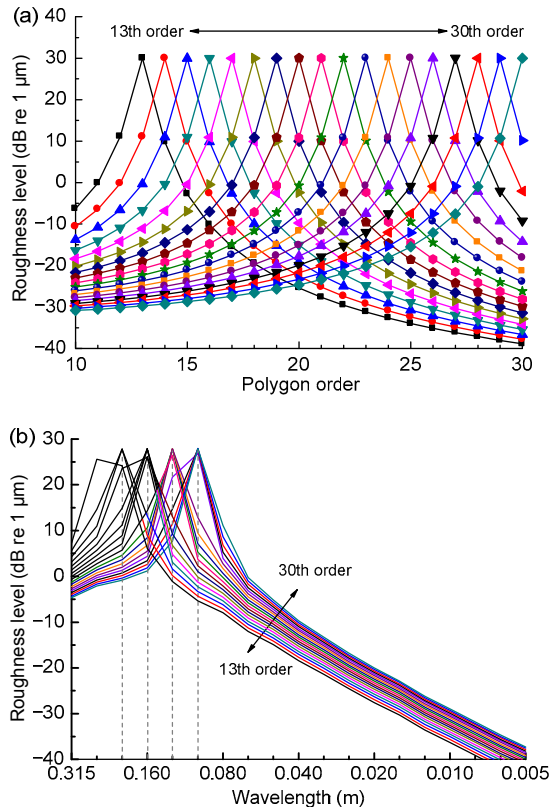 (a)
13th order
30th order
40
30
20
10
0
−10
−20
−30
−40
Roughness level (dB re 1 µm)
10 15 20 25 30
Polygon order
(b)
30
20
10
0
−10
−20
−30
−40
Roughness level (dB re 1 µm)
30th order
13th order
0.315 0.160 0.080 0.040 0.020 0.010 0.005
Wavelength (m)